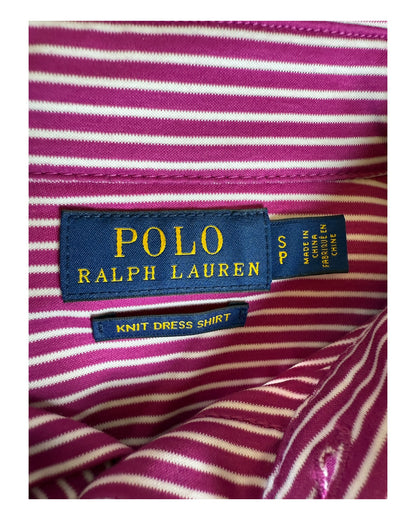 POLO
RALPH LAUREN
S
P
MADE IN
CHINA
FABRIQUÉ EN
CHINE
KNIT DRESS SHIRT